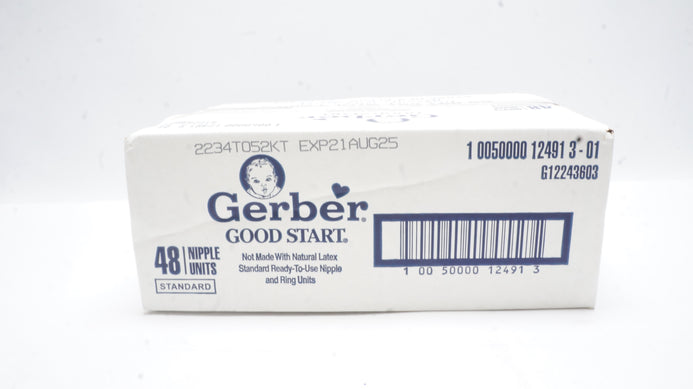 2234T052KT EXP21AUG25
1 0050000 12491 3-01
G12243603
Gerber®
GOOD START®
48 NIPPLE UNITS
STANDARD
Not Made With Natural Latex
Standard Ready-To-Use Nipple
and Ring Units
1 00 50000 12491 3